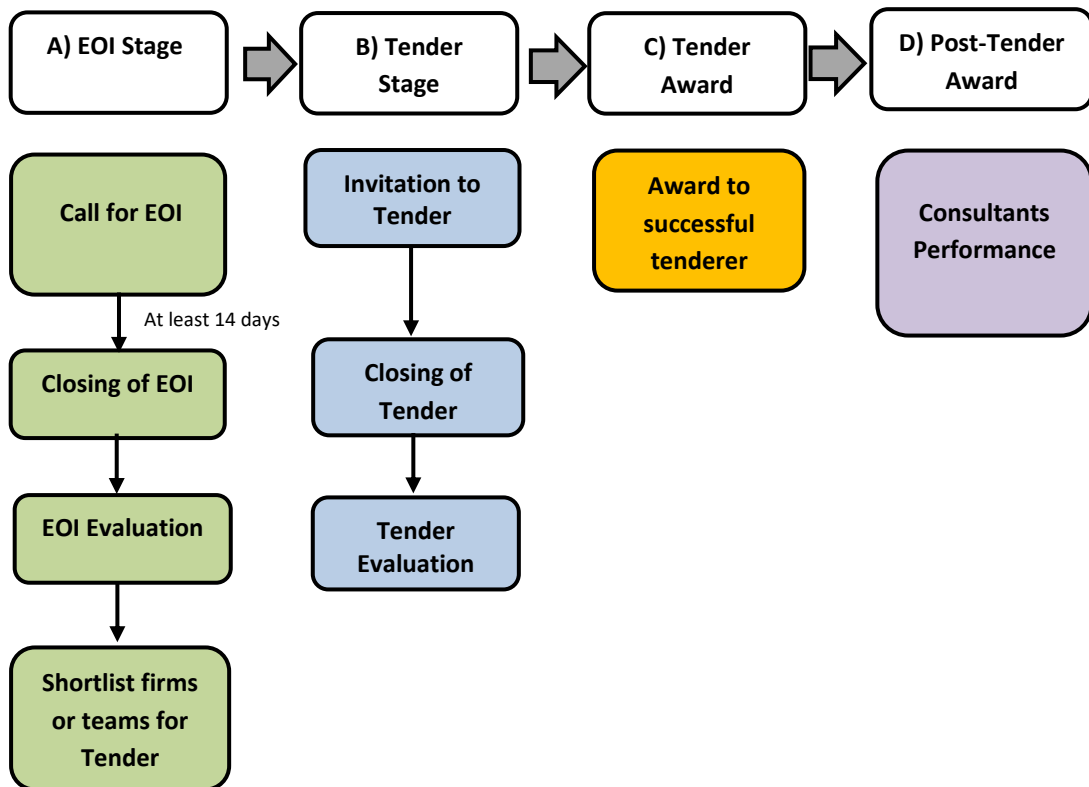 A) EOI Stage
B) Tender
Stage
C) Tender
Award
D) Post-Tender
Award
Call for EOI
At least 14 days
Closing of EOI
EOI Evaluation
Shortlist firms
or teams for
Tender
Invitation to
Tender
Closing of
Tender
Tender
Evaluation
Award to
successful
tenderer
Consultants
Performance